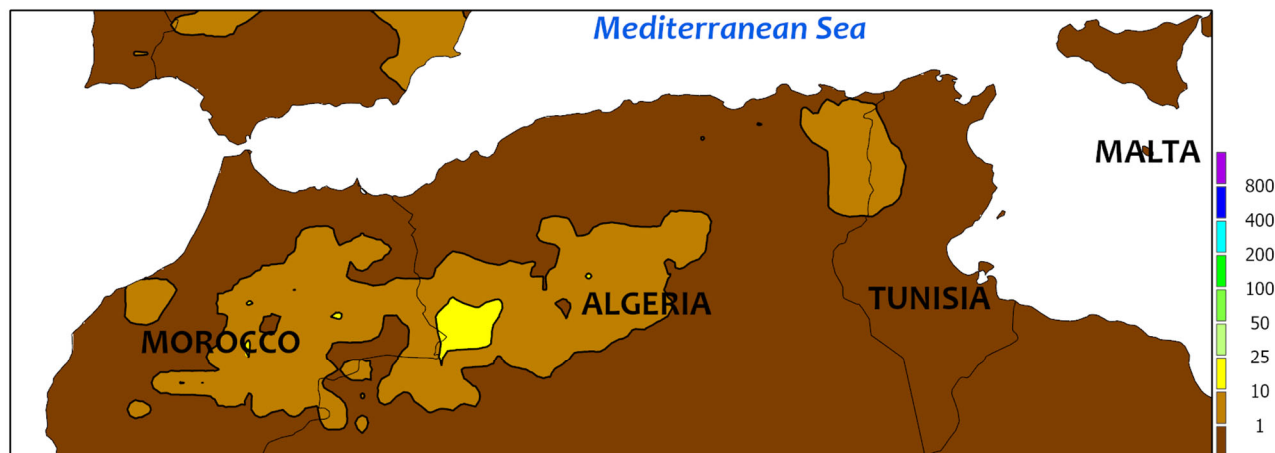 Mediterranean Sea
MALTA
800
400
200
TUNISIA
ALGERIA
100
50
MOROCCO
25
10
1